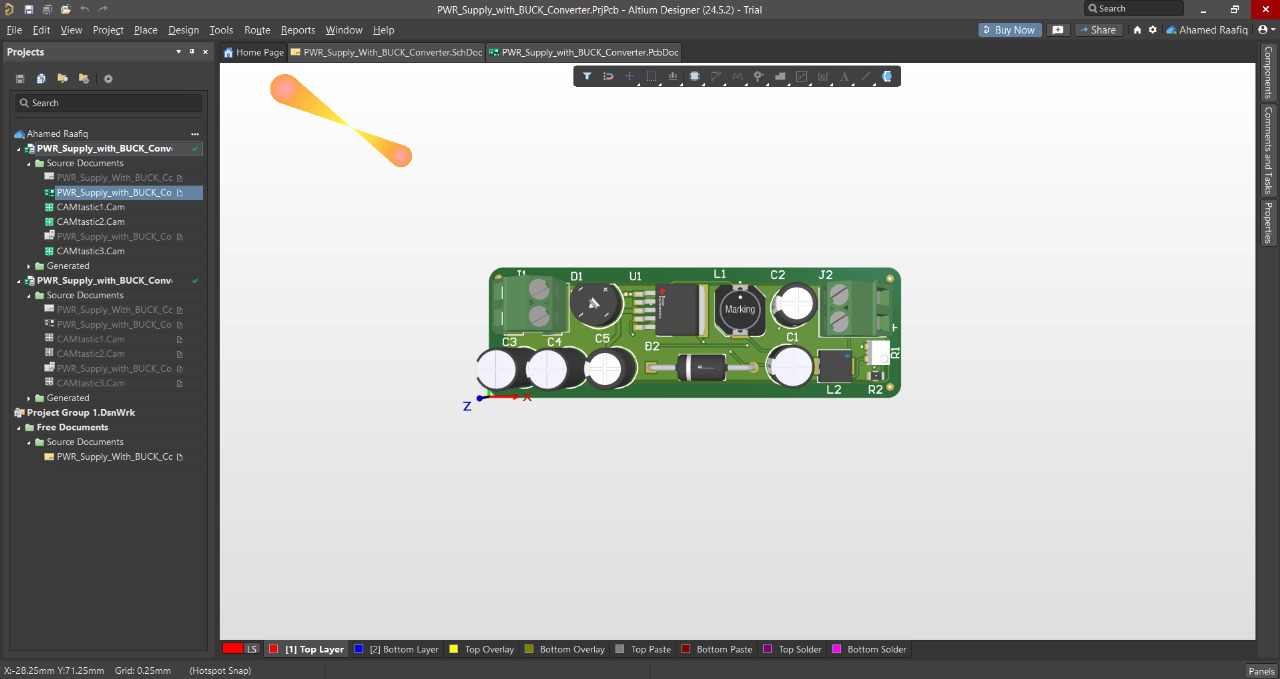 PWR_Supply_with_BUCK_Converter.PrjPcb - Altium Designer (24.5.2) - Trial
Search
File Edit View Project Place Design Tools Route Reports Window Help
Buy Now
Share
Ahamed Raafiq
Projects
Home Page
PWR_Supply_With_BUCK_Converter.SchDoc
PWR_Supply_with_BUCK_Converter.PcbDoc
Search
Ahamed Raafiq
PWR_Supply_with_BUCK_Conv
Source Documents
PWR_Supply_With_BUCK_Cc
PWR_Supply_with_BUCK_Co
CAMtastic1.Cam
CAMtastic2.Cam
PWR_Supply_with_BUCK_Co
CAMtastic3.Cam
Generated
PWR_Supply_with_BUCK_Conv
Source Documents
PWR_Supply_With_BUCK_Cc
PWR_Supply_with_BUCK_Co
CAMtastic1.Cam
CAMtastic2.Cam
PWR_Supply_with_BUCK_Co
CAMtastic3.Cam
Generated
Project Group 1.DsnWrk
Free Documents
Source Documents
PWR_Supply_With_BUCK_Cc
J1 D1 U1 L1 C2 J2
Marking
+
C3 C4 C5 D2 C1 R1
L2 R2
Z X
Components
Comments and Tasks
Properties
LS [1] Top Layer [2] Bottom Layer Top Overlay Bottom Overlay Top Paste Bottom Paste Top Solder Bottom Solder
X:-28.25mm Y:71.25mm Grid: 0.25mm (Hotspot Snap)
Panels